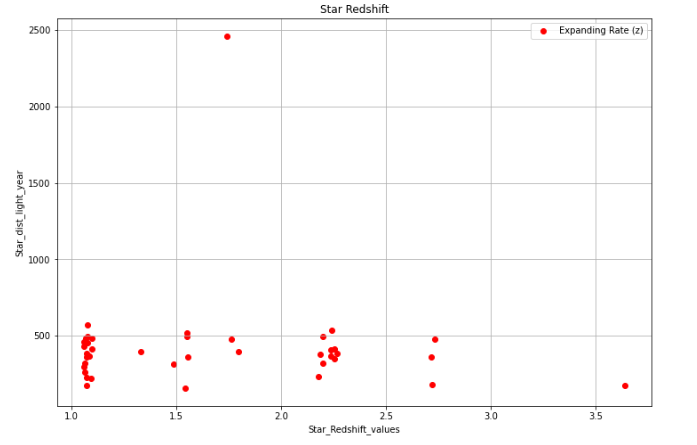 Star Redshift
Expanding Rate (z)
2500
2000
1500
1000
500
Star_dist_light_year
1.0 1.5 2.0 2.5 3.0 3.5
Star_Redshift_values